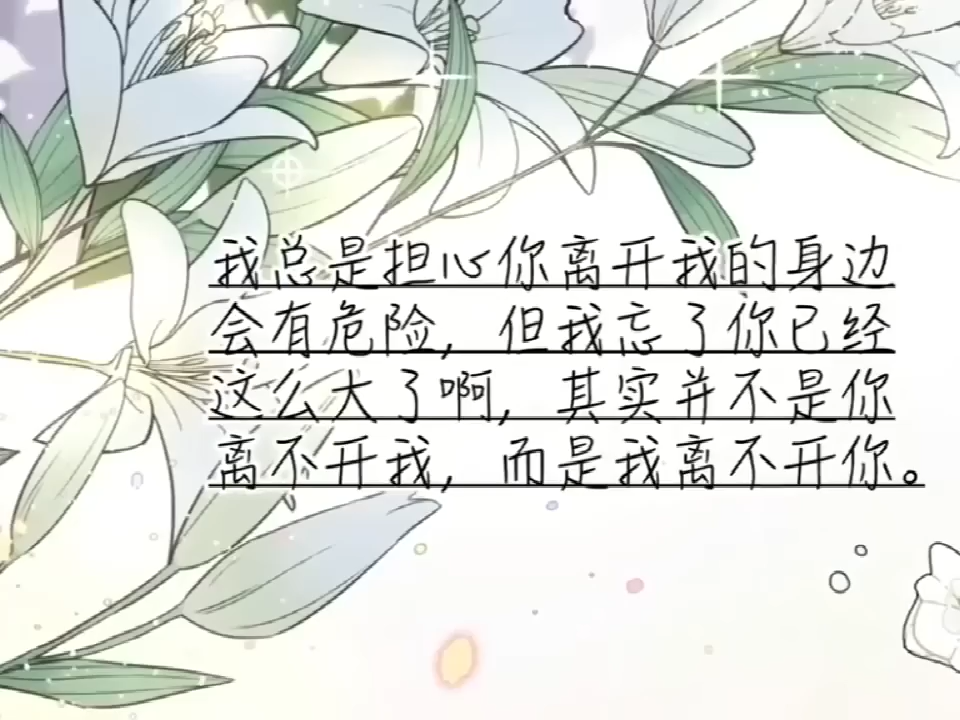 我总是担心你离开我的身边
会有危险，但我忘了你已经
这么大了啊，其实并不是你
离不开我，而是我离不开你。